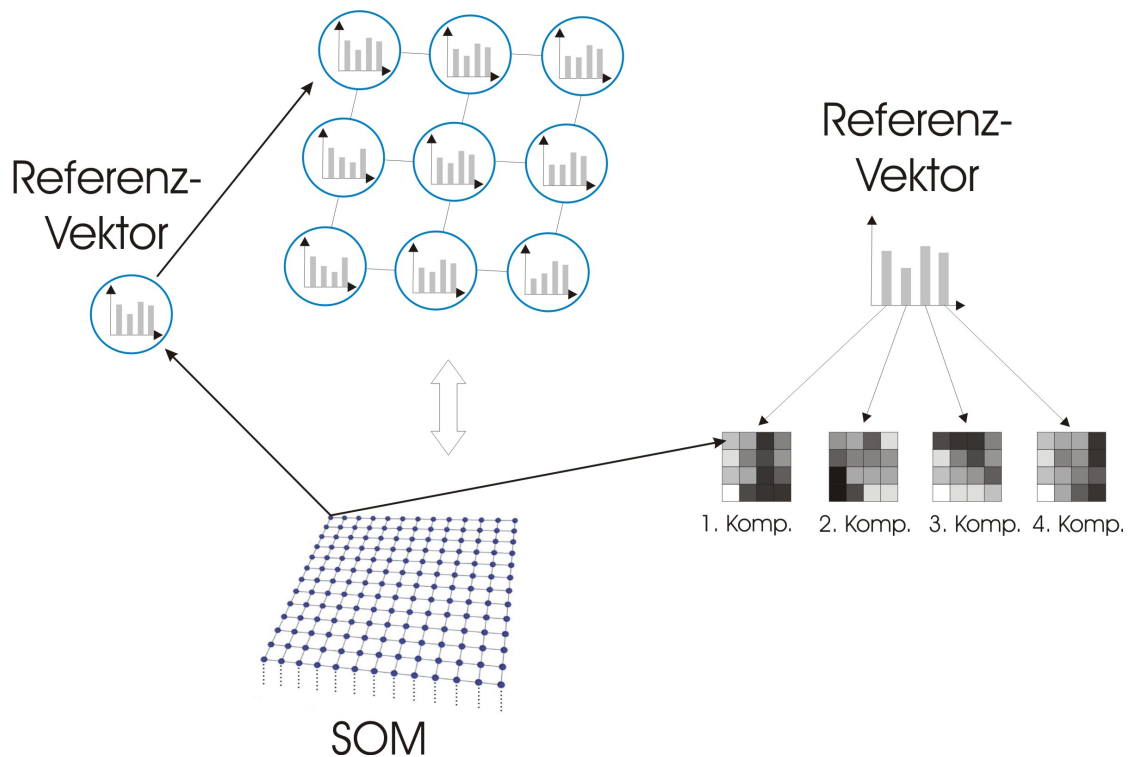 Referenz-
Vektor
Referenz-
Vektor
1. Komp.
2. Komp.
3. Komp.
4. Komp.
SOM